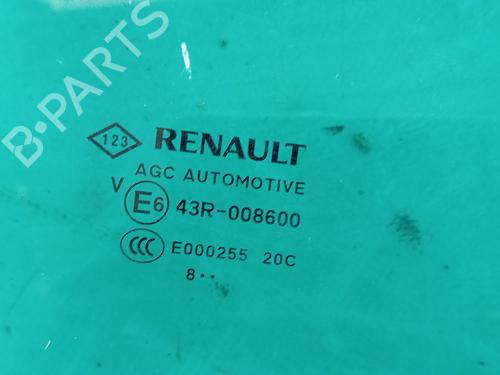 B-PARTS
123 RENAULT
AGC AUTOMOTIVE
V E6 43R-008600
CCC E000255 20C
8··